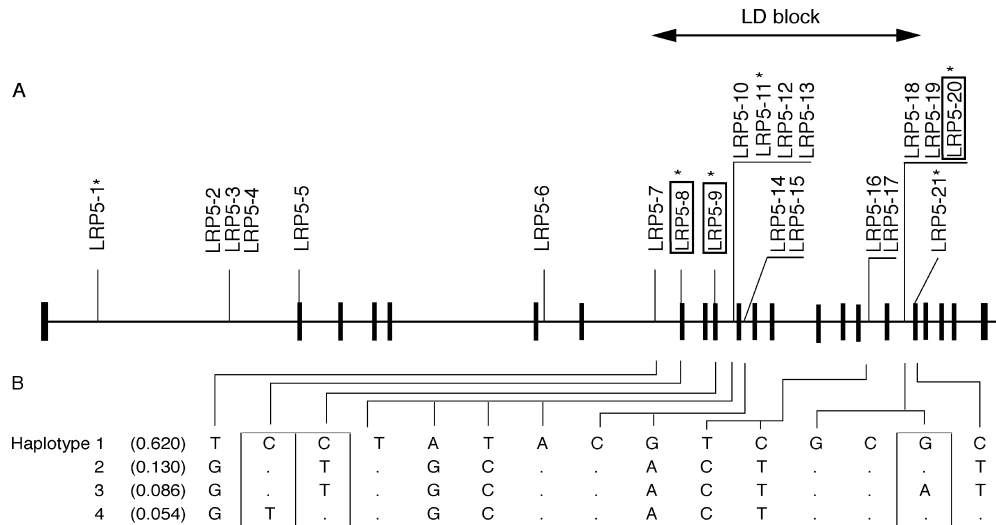 LD block
A
LRP5-1*
LRP5-2
LRP5-3
LRP5-4
LRP5-5
LRP5-6
LRP5-7
LRP5-8 *
LRP5-9 *
LRP5-10
LRP5-11*
LRP5-12
LRP5-13
LRP5-14
LRP5-15
LRP5-16
LRP5-17
LRP5-18
LRP5-19
LRP5-20 *
LRP5-21*
B
Haplotype 1 (0.620) T C C T A T A C G T C G C G C
2 (0.130) G . T . G C . . A C T . . . T
3 (0.086) G . T . G C . . A C T . . A T
4 (0.054) G T . . G C . . A C T . . . .